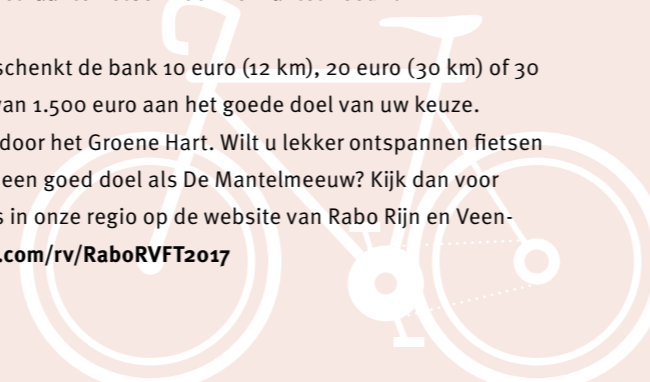 schenkt de bank 10 euro (12 km), 20 euro (30 km) of 30
van 1.500 euro aan het goede doel van uw keuze.
door het Groene Hart. Wilt u lekker ontspannen fietsen
een goed doel als De Mantelmeeuw? Kijk dan voor
s in onze regio op de website van Rabo Rijn en Veen-
.com/rv/RaboRVFT2017